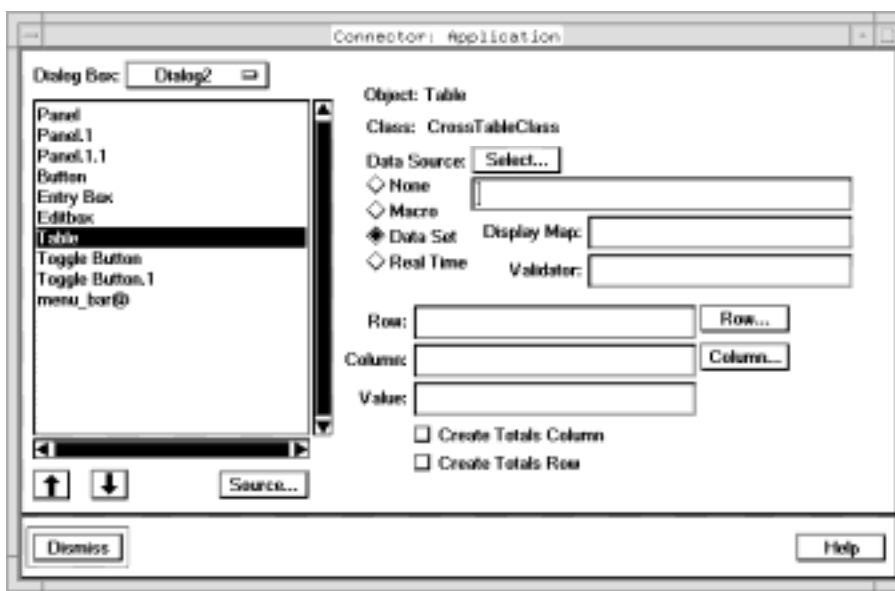 Connector: Application
Dialog Box: Dialog2
Panel
Panel.1
Panel.1.1
Button
Entry Box
Editbox
Table
Toggle Button
Toggle Button.1
menu_bar@
Source...
Object: Table
Class: CrossTableClass
Data Source: Select...
None
Macro
Data Set
Real Time
Display Map:
Validator:
Row: Row...
Column: Column...
Value:
Create Totals Column
Create Totals Row
Dismiss
Help